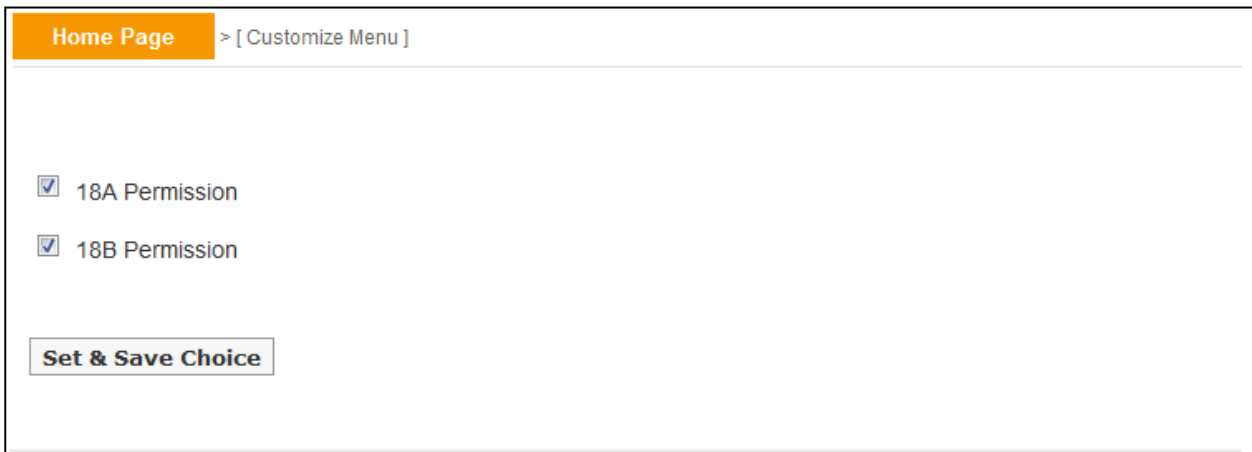 Home Page > [ Customize Menu ]
18A Permission
18B Permission
Set & Save Choice